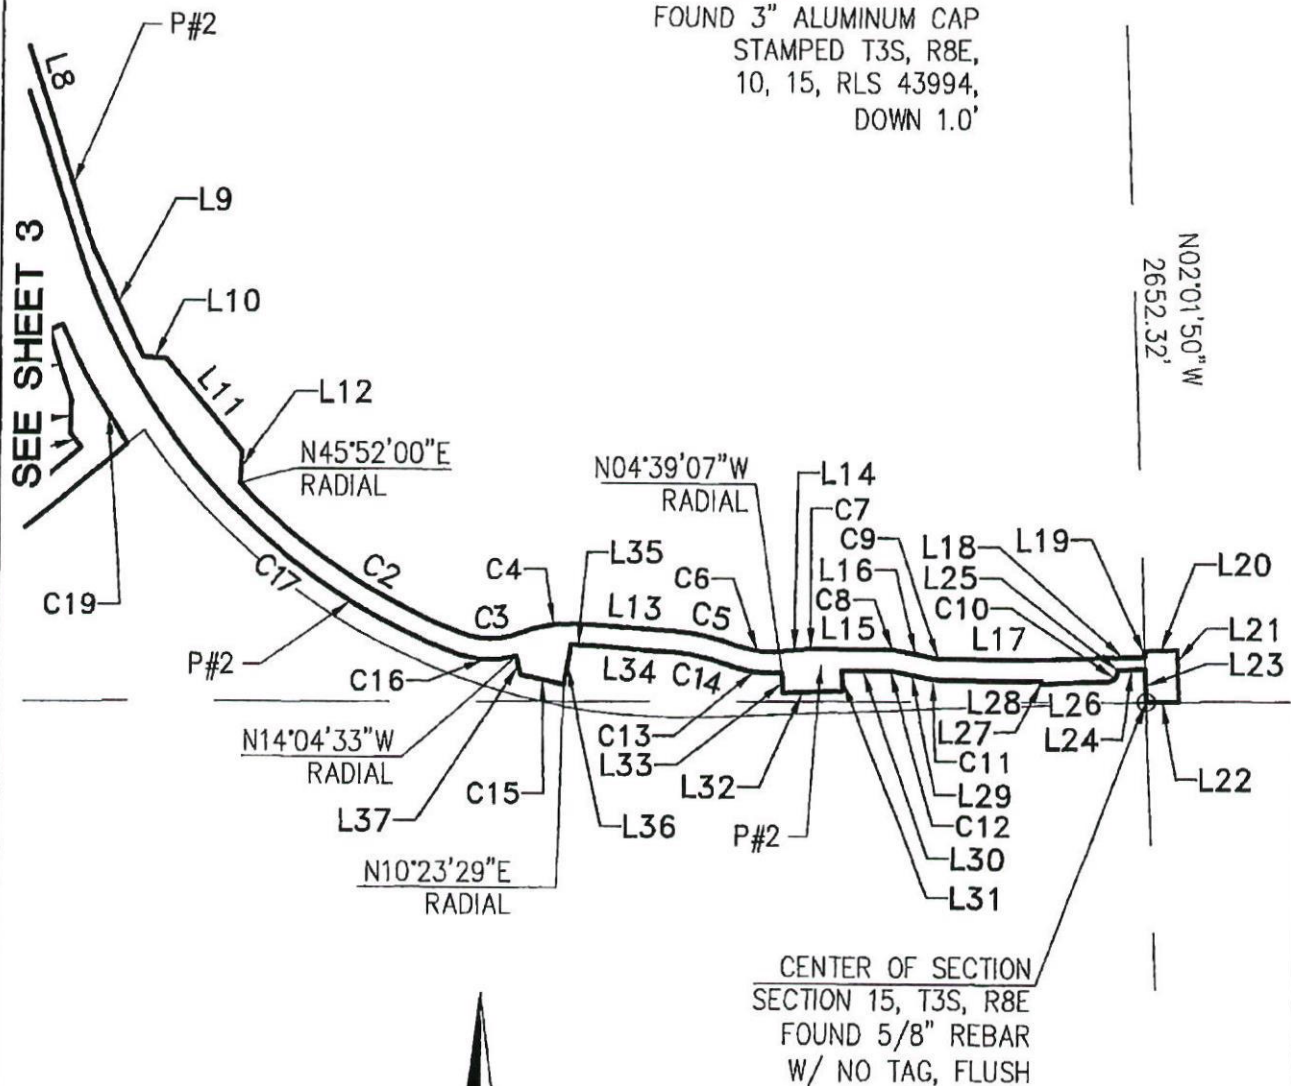 P#2
FOUND 3" ALUMINUM CAP
STAMPED T3S, R8E,
10, 15, RLS 43994,
DOWN 1.0'
L8
L9
SEE SHEET 3
N02°01'50"W
2652.32'
L10
L11
L12
N45°52'00"E
RADIAL
N04°39'07"W
RADIAL
L14
C7
C9
L18
L19
L20
L35
C4
C6
L16
L25
C2
C17
C19
C3
L13
C5
C8
L15
C10
L17
L21
L23
P#2
C16
L34
C14
L28
L26
N14°04'33"W
RADIAL
C13
L33
L27
L24
C11
L22
L37
C15
L36
L32
P#2
L29
C12
L30
L31
N10°23'29"E
RADIAL
CENTER OF SECTION
SECTION 15, T3S, R8E
FOUND 5/8" REBAR
W/ NO TAG, FLUSH